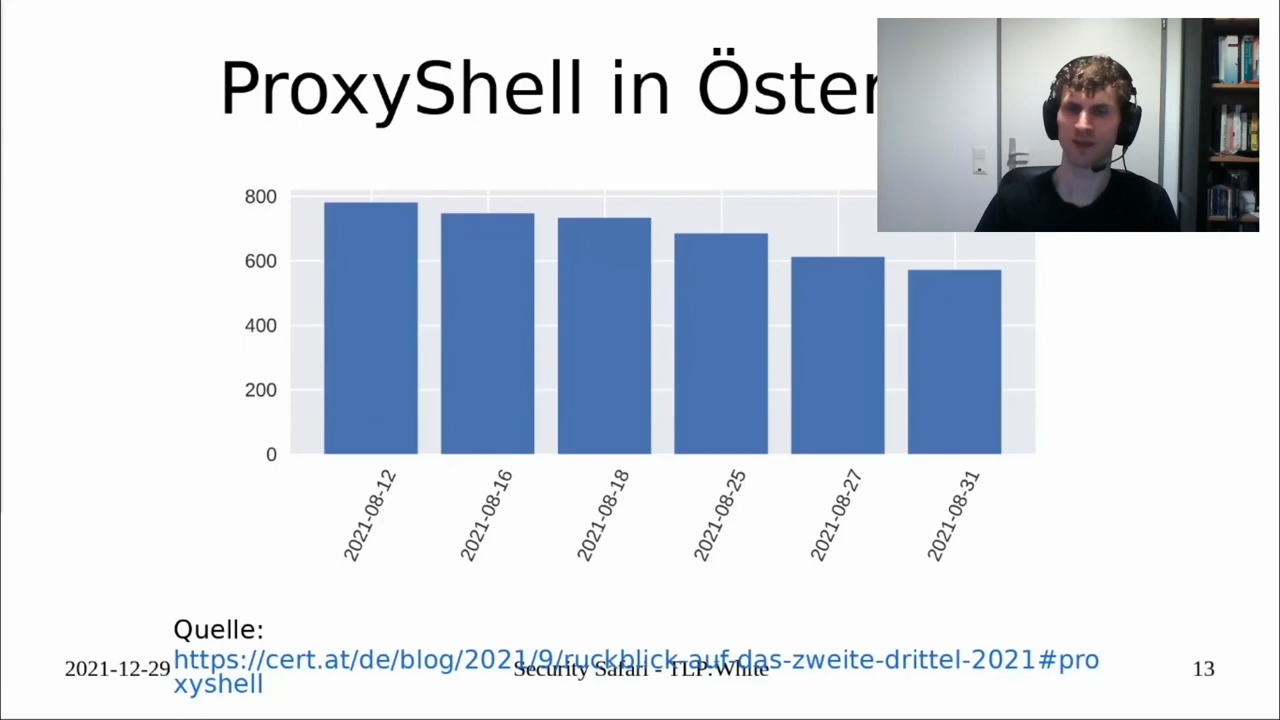 ProxyShell in Öster
800
600
400
200
0
2021-08-12
2021-08-16
2021-08-18
2021-08-25
2021-08-27
2021-08-31
Quelle:
https://cert.at/de/blog/2021/9/ruckblick-auf-das-zweite-drittel-2021#pro
xyshell
2021-12-29
Security Safari - TLP:White
13